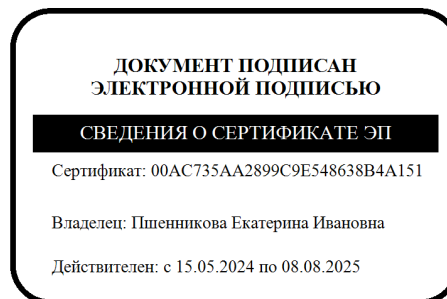 ДОКУМЕНТ ПОДПИСАН
ЭЛЕКТРОННОЙ ПОДПИСЬЮ
СВЕДЕНИЯ О СЕРТИФИКАТЕ ЭП
Сертификат: 00AC735AA2899C9E548638B4A151
Владелец: Пшенникова Екатерина Ивановна
Действителен: с 15.05.2024 по 08.08.2025